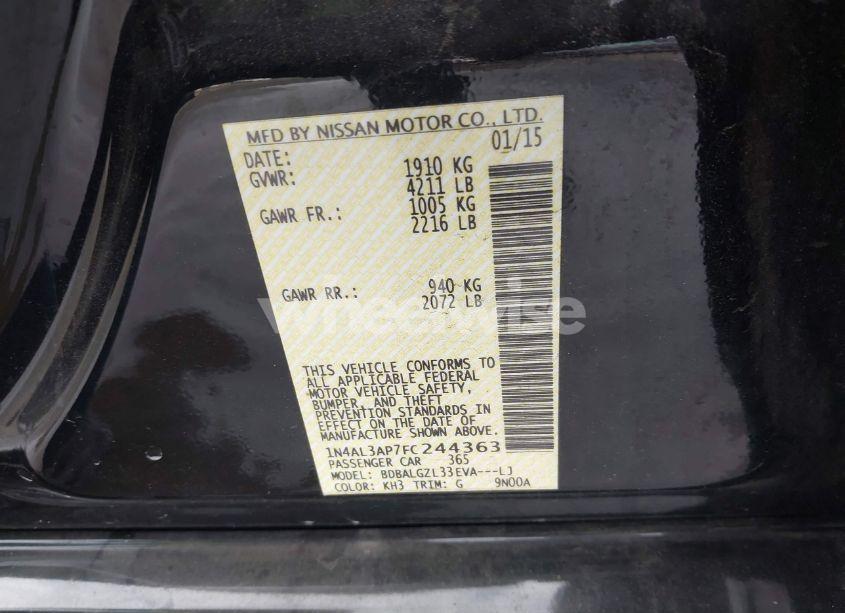 MFD BY NISSAN MOTOR CO., LTD.
DATE: 01/15
GVWR: 1910 KG
4211 LB
GAWR FR.: 1005 KG
2216 LB
GAWR RR.: 940 KG
2072 LB
wheelwise
THIS VEHICLE CONFORMS TO
ALL APPLICABLE FEDERAL
MOTOR VEHICLE SAFETY,
BUMPER, AND THEFT
PREVENTION STANDARDS IN
EFFECT ON THE DATE OF
MANUFACTURE SHOWN ABOVE.
1N4AL3AP7FC244363
PASSENGER CAR 365
MODEL: BDBALGZL33EVA---LJ
COLOR: KH3 TRIM: G 9N00A